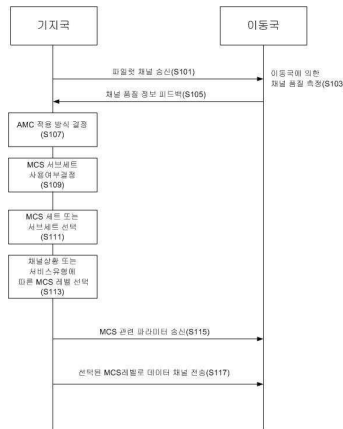 기지국
이동국
파일럿 채널 송신(S101)
이동국에 의한
채널 품질 측정(S103
채널 품질 정보 피드백(S105)
AMC 적용 방식 결정
(S107)
MCS 서브세트
사용여부결정
(S109)
MCS 세트 또는
서브세트 선택
(S111)
채널상황 또는
서비스유형에
따른 MCS 레벨 선택
(S113)
MCS 관련 파라미터 송신(S115)
선택된 MCS레벨로 데이터 채널 전송(S117)